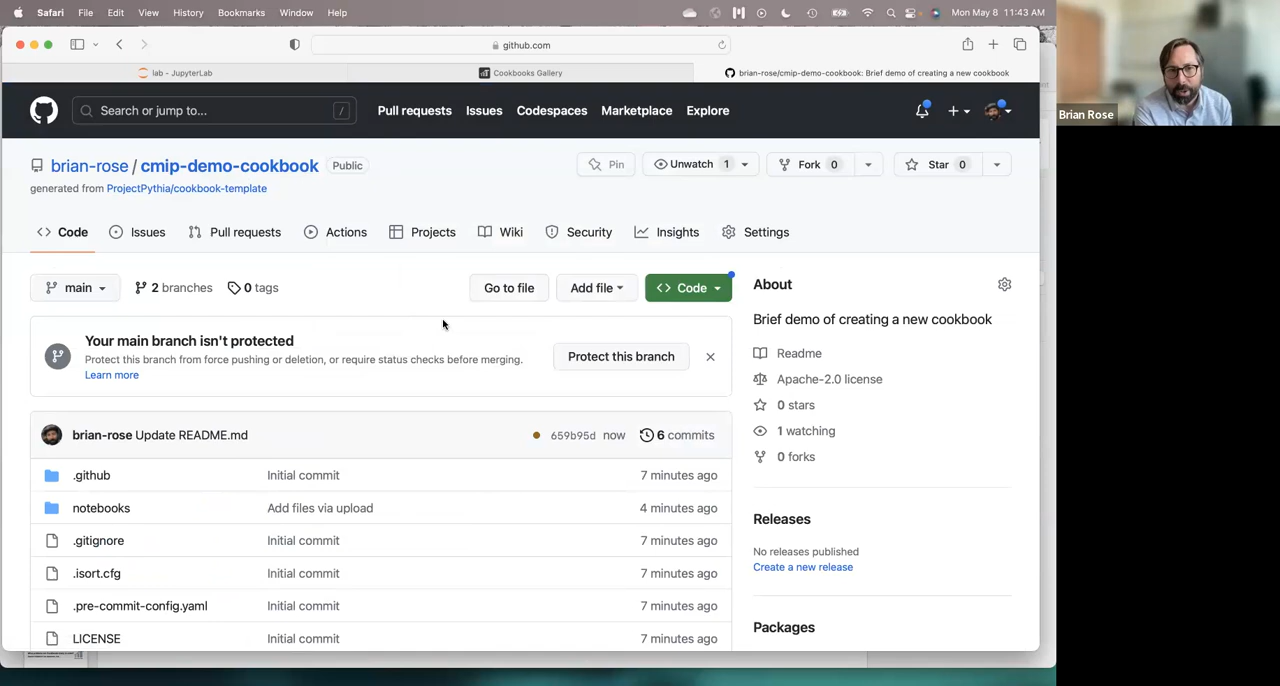 Safari File Edit View History Bookmarks Window Help Mon May 8 11:43 AM
github.com
lab - JupyterLab Cookbooks Gallery brian-rose/cmip-demo-cookbook: Brief demo of creating a new cookbook
Search or jump to... / Pull requests Issues Codespaces Marketplace Explore
Brian Rose
brian-rose / cmip-demo-cookbook Public Pin Unwatch 1 Fork 0 Star 0
generated from ProjectPythia/cookbook-template
Code Issues Pull requests Actions Projects Wiki Security Insights Settings
main 2 branches 0 tags Go to file Add file Code
Your main branch isn't protected
Protect this branch from force pushing or deletion, or require status checks before merging.
Learn more
Protect this branch
brian-rose Update README.md 659b95d now 6 commits
.github Initial commit 7 minutes ago
notebooks Add files via upload 4 minutes ago
.gitignore Initial commit 7 minutes ago
.isort.cfg Initial commit 7 minutes ago
.pre-commit-config.yaml Initial commit 7 minutes ago
LICENSE Initial commit 7 minutes ago
About
Brief demo of creating a new cookbook
Readme
Apache-2.0 license
0 stars
1 watching
0 forks
Releases
No releases published
Create a new release
Packages